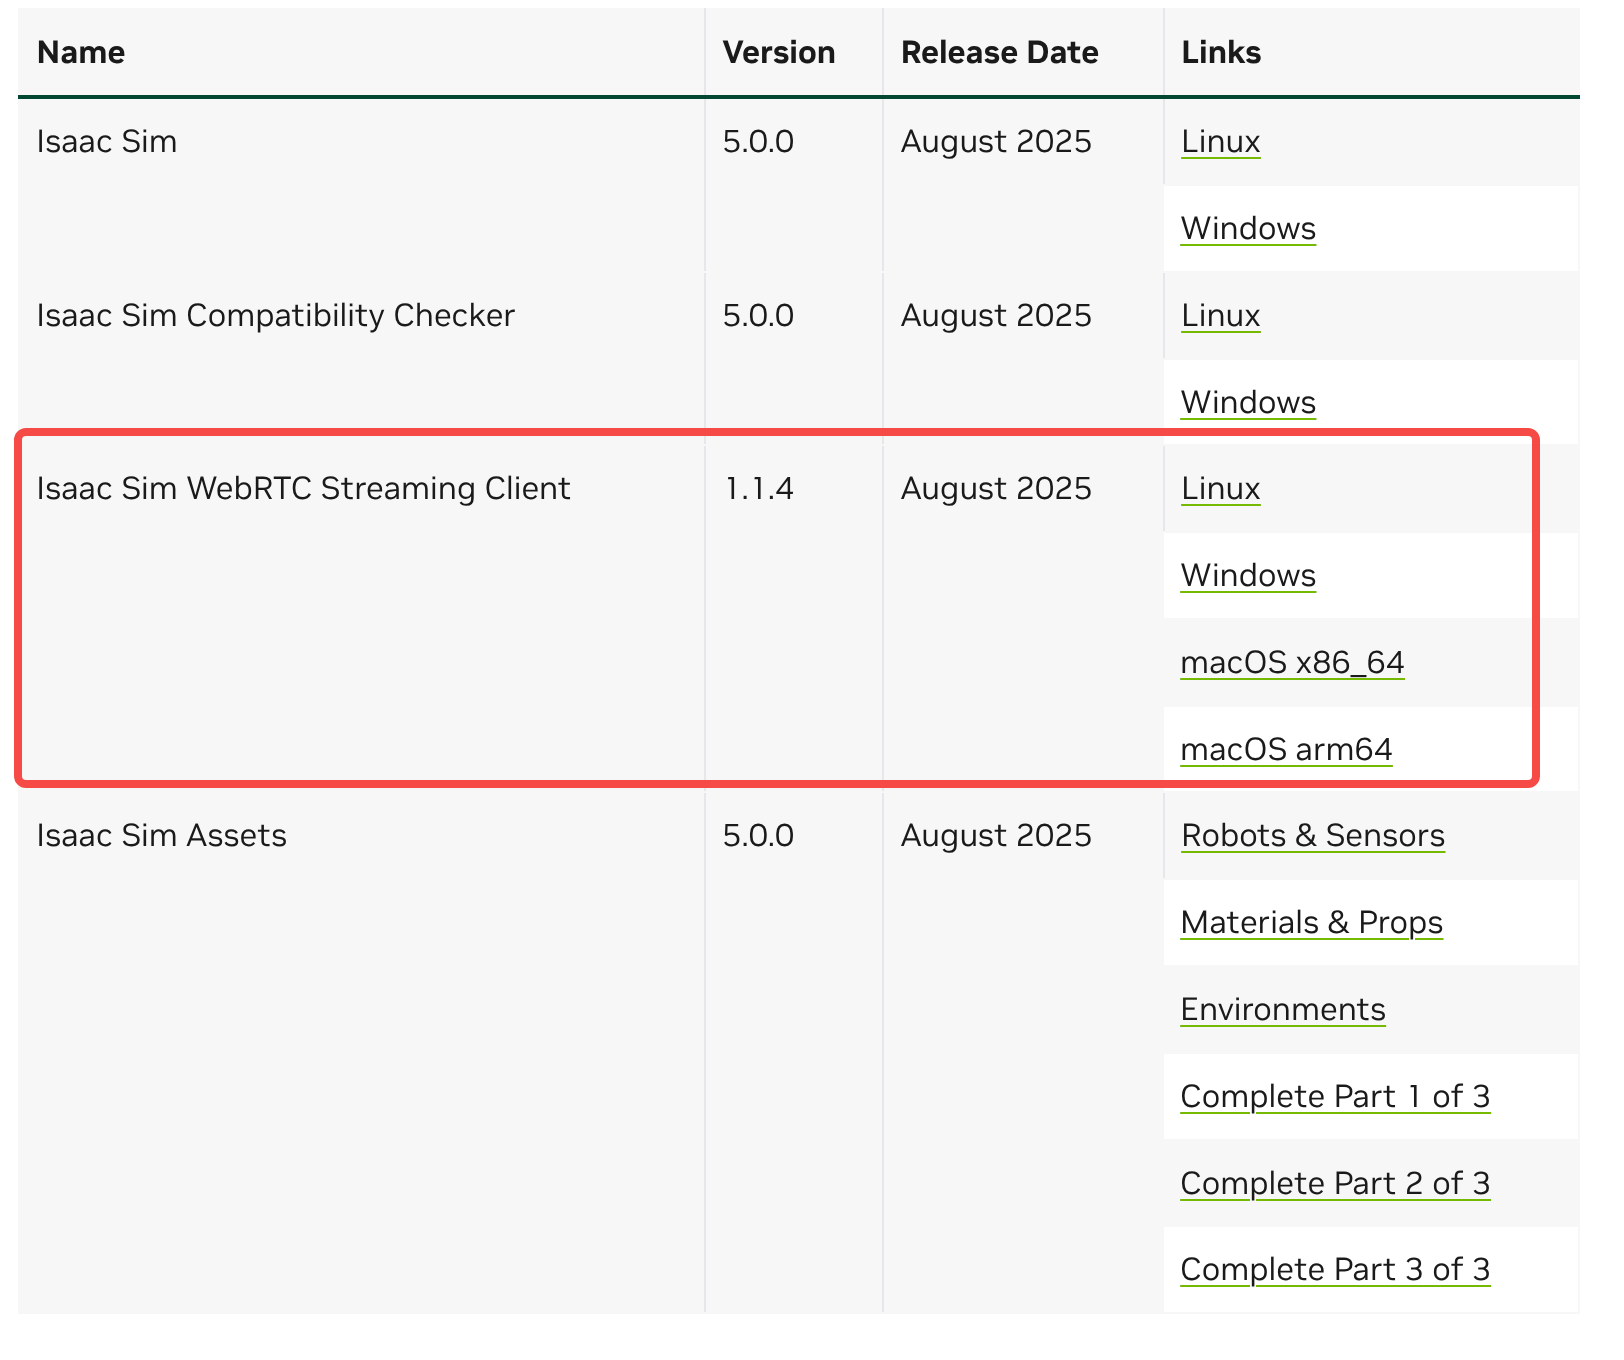 Name Version Release Date Links
Isaac Sim 5.0.0 August 2025 Linux
Windows
Isaac Sim Compatibility Checker 5.0.0 August 2025 Linux
Windows
Isaac Sim WebRTC Streaming Client 1.1.4 August 2025 Linux
Windows
macOS x86_64
macOS arm64
Isaac Sim Assets 5.0.0 August 2025 Robots & Sensors
Materials & Props
Environments
Complete Part 1 of 3
Complete Part 2 of 3
Complete Part 3 of 3